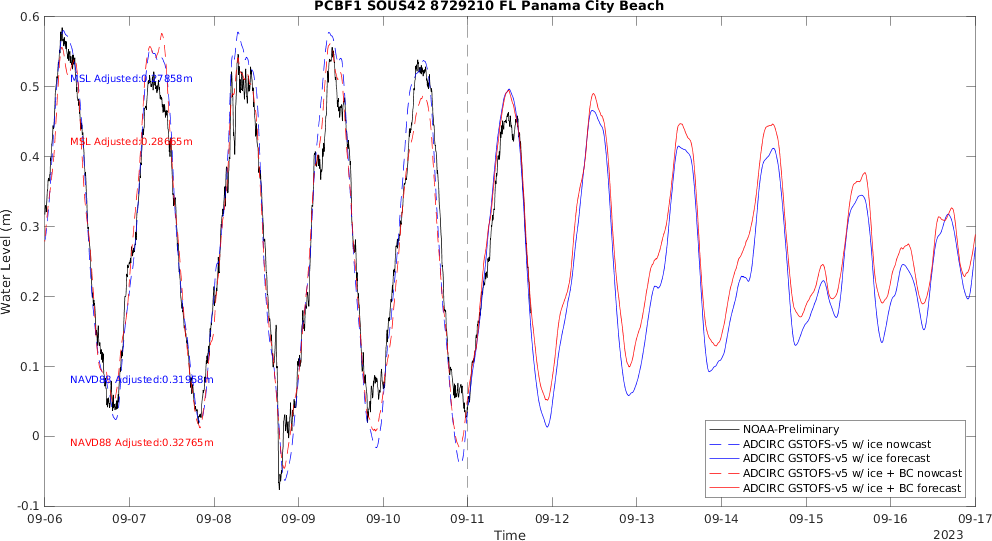 PCBF1 SOUS42 8729210 FL Panama City Beach
0.6
0.5
0.4
0.3
0.2
0.1
0
-0.1
Water Level (m)
MSL Adjusted:
MSL Adjusted:0.28665m
NAVD88 Adjusted:0.31958m
NAVD88 Adjusted:0.32765m
NOAA-Preliminary
ADCIRC GSTOFS-v5 w/ ice nowcast
ADCIRC GSTOFS-v5 w/ ice forecast
ADCIRC GSTOFS-v5 w/ ice + BC nowcast
ADCIRC GSTOFS-v5 w/ ice + BC forecast
09-06 09-07 09-08 09-09 09-10 09-11 09-12 09-13 09-14 09-15 09-16 09-17
Time
2023